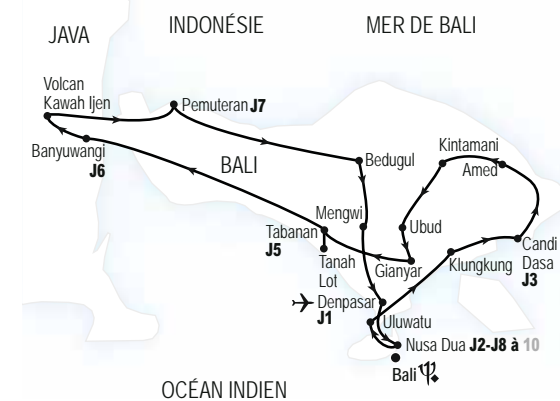 JAVA
INDONÉSIE
MER DE BALI
Volcan
Kawah Ijen
Pemuteran J7
Banyuwangi
J6
BALI
Bedugul
Kintamani
Amed
Mengwi
Tabanan
J5
Tanah
Lot
Ubud
Gianyar
Klungkung
Candi
Dasa
J3
Denpasar
J1
Uluwatu
Nusa Dua J2-J8 à 10
Bali
OCÉAN INDIEN